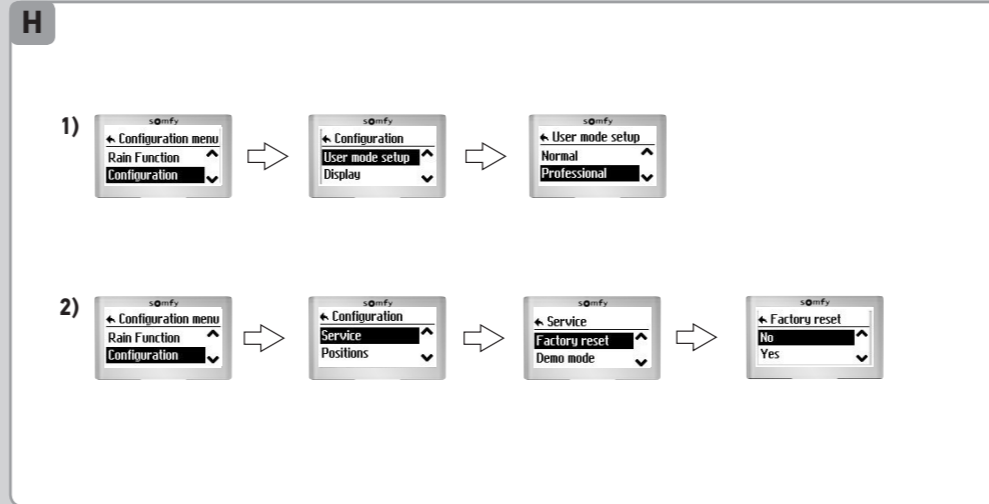 H
1)
somfy
Configuration menu
Rain Function
Configuration
somfy
Configuration
User mode setup
Display
somfy
User mode setup
Normal
Professional
2)
somfy
Configuration menu
Rain Function
Configuration
somfy
Configuration
Service
Positions
somfy
Service
Factory reset
Demo mode
somfy
Factory reset
No
Yes